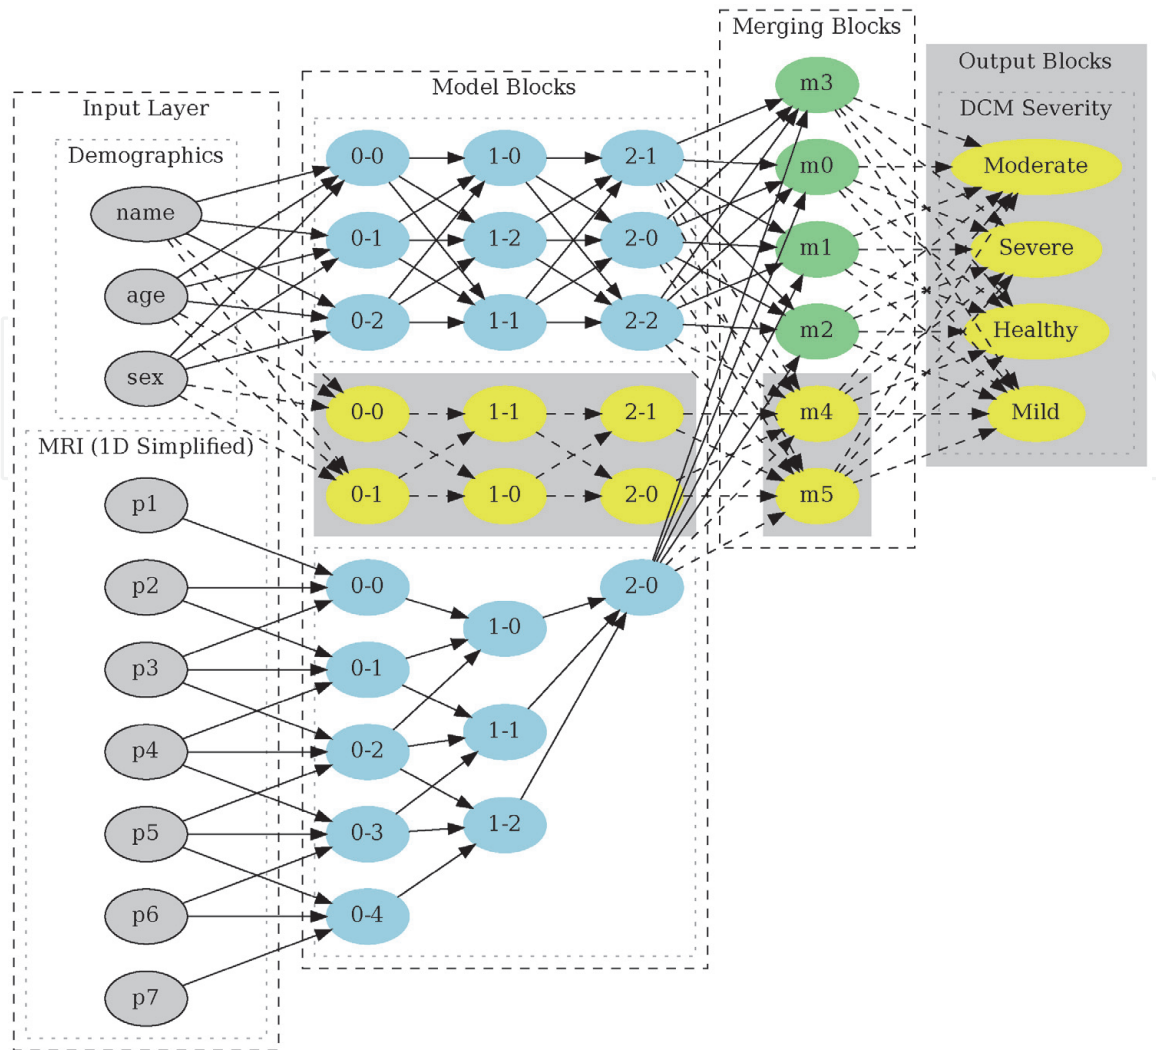 Input Layer
Demographics
name
age
sex
MRI (1D Simplified)
p1
p2
p3
p4
p5
p6
p7
Model Blocks
0-0
1-0
2-1
0-1
1-2
2-0
0-2
1-1
2-2
0-0
1-1
2-1
0-1
1-0
2-0
0-0
2-0
1-0
0-1
1-1
0-2
1-2
0-3
0-4
Merging Blocks
m3
m0
m1
m2
m4
m5
Output Blocks
DCM Severity
Moderate
Severe
Healthy
Mild